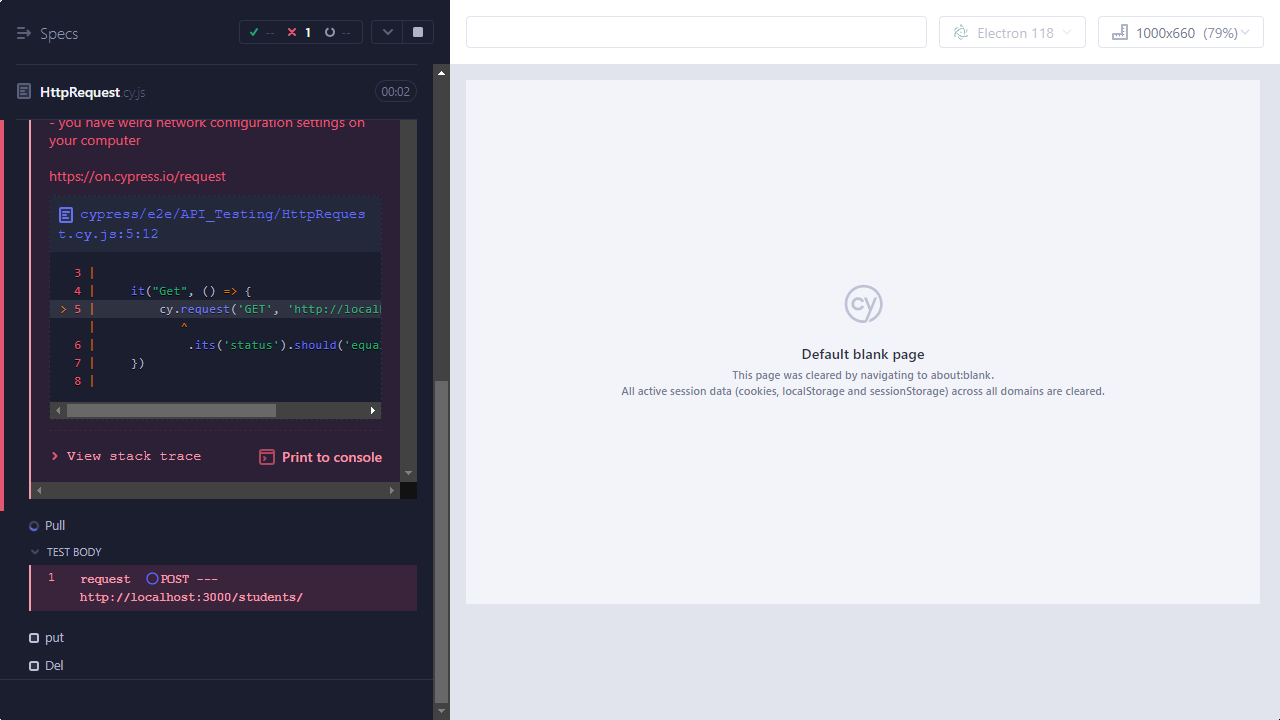 Specs
--
1
--
Electron 118
1000x660 (79%)
HttpRequest cy.js
00:02
- you have weird network configuration settings on
your computer
https://on.cypress.io/request
cypress/e2e/API_Testing/HttpReques
t.cy.js:5:12
3 |
4 | it("Get", () => {
> 5 | cy.request('GET', 'http://local
| ^
6 | .its('status').should('equa
7 | })
8 |
View stack trace
Print to console
Pull
TEST BODY
1 request POST ---
http://localhost:3000/students/
put
Del
cy
Default blank page
This page was cleared by navigating to about:blank.
All active session data (cookies, localStorage and sessionStorage) across all domains are cleared.